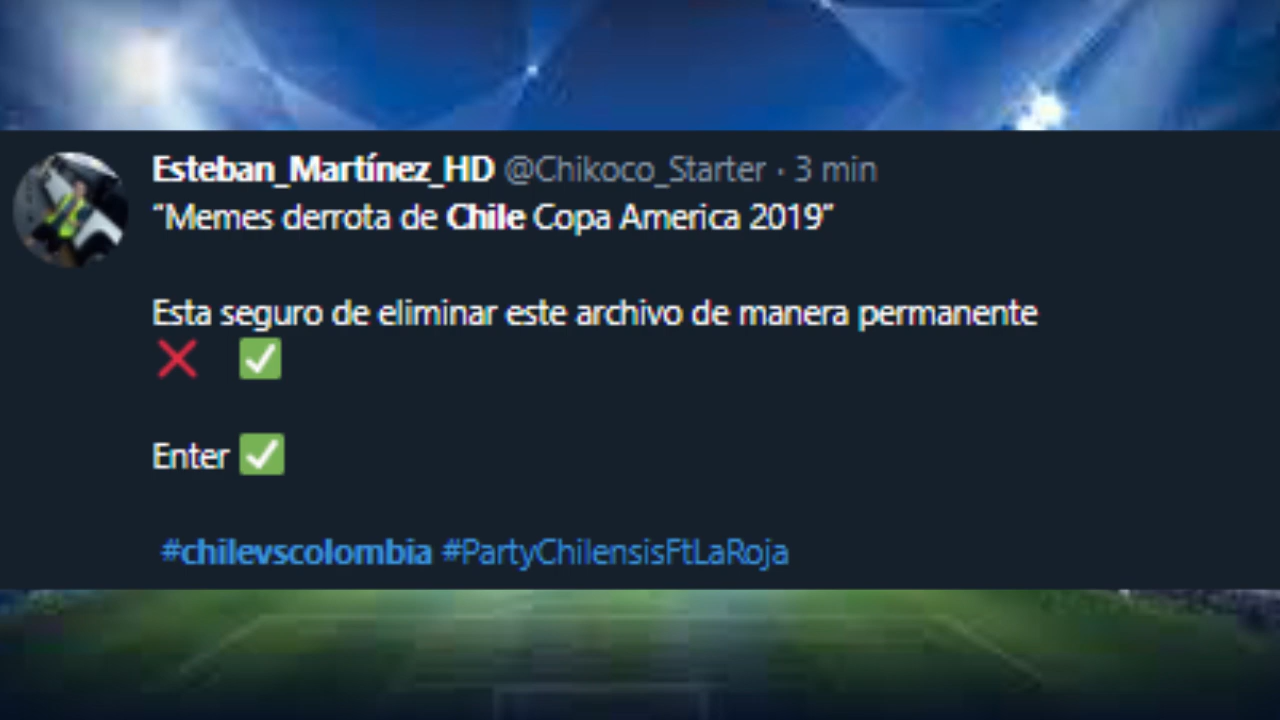 Esteban_Martínez_HD @Chikoco_Starter · 3 min
"Memes derrota de Chile Copa America 2019"
Esta seguro de eliminar este archivo de manera permanente
❌ ✅
Enter ✅
#chilevscolombia #PartyChilensisFtLaRoja